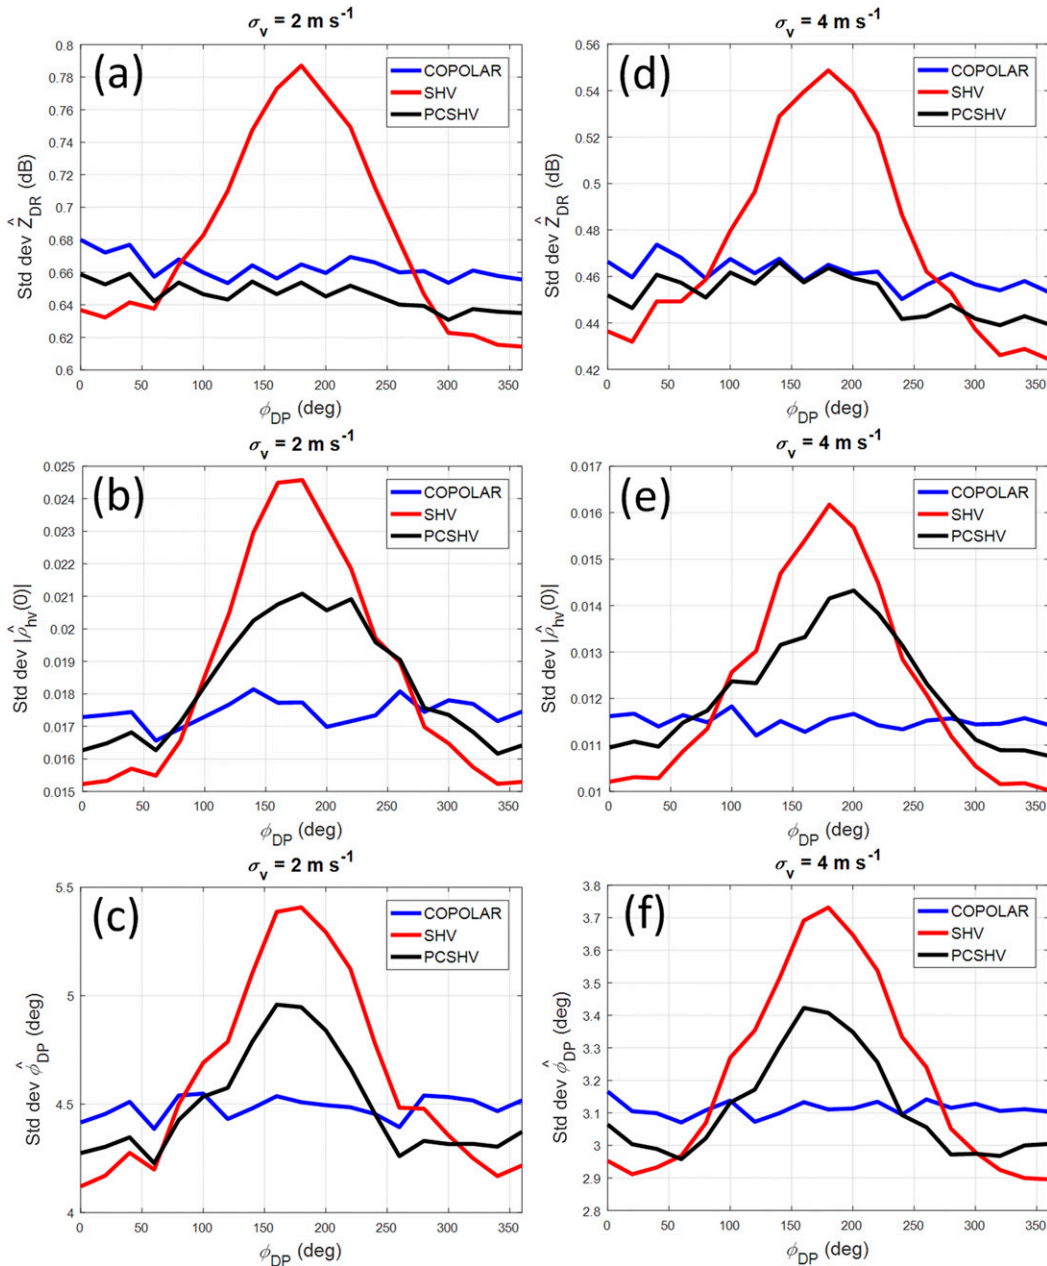 σv = 2 m s-1
(a)
COPOLAR
SHV
PCSHV
0.8
0.78
0.76
0.74
0.72
0.7
0.68
0.66
0.64
0.62
0.6
Std dev ẐDR (dB)
0 50 100 150 200 250 300 350
ϕDP (deg)
σv = 4 m s-1
(d)
COPOLAR
SHV
PCSHV
0.56
0.54
0.52
0.5
0.48
0.46
0.44
0.42
Std dev ẐDR (dB)
0 50 100 150 200 250 300 350
ϕDP (deg)
σv = 2 m s-1
(b)
COPOLAR
SHV
PCSHV
0.025
0.024
0.023
0.022
0.021
0.02
0.019
0.018
0.017
0.016
0.015
Std dev |ρ̂hv(0)|
0 50 100 150 200 250 300 350
ϕDP (deg)
σv = 4 m s-1
(e)
COPOLAR
SHV
PCSHV
0.017
0.016
0.015
0.014
0.013
0.012
0.011
0.01
Std dev |ρ̂hv(0)|
0 50 100 150 200 250 300 350
ϕDP (deg)
σv = 2 m s-1
(c)
COPOLAR
SHV
PCSHV
5.5
5
4.5
4
Std dev ϕ̂DP (deg)
0 50 100 150 200 250 300 350
ϕDP (deg)
σv = 4 m s-1
(f)
COPOLAR
SHV
PCSHV
3.8
3.7
3.6
3.5
3.4
3.3
3.2
3.1
3
2.9
2.8
Std dev ϕ̂DP (deg)
0 50 100 150 200 250 300 350
ϕDP (deg)